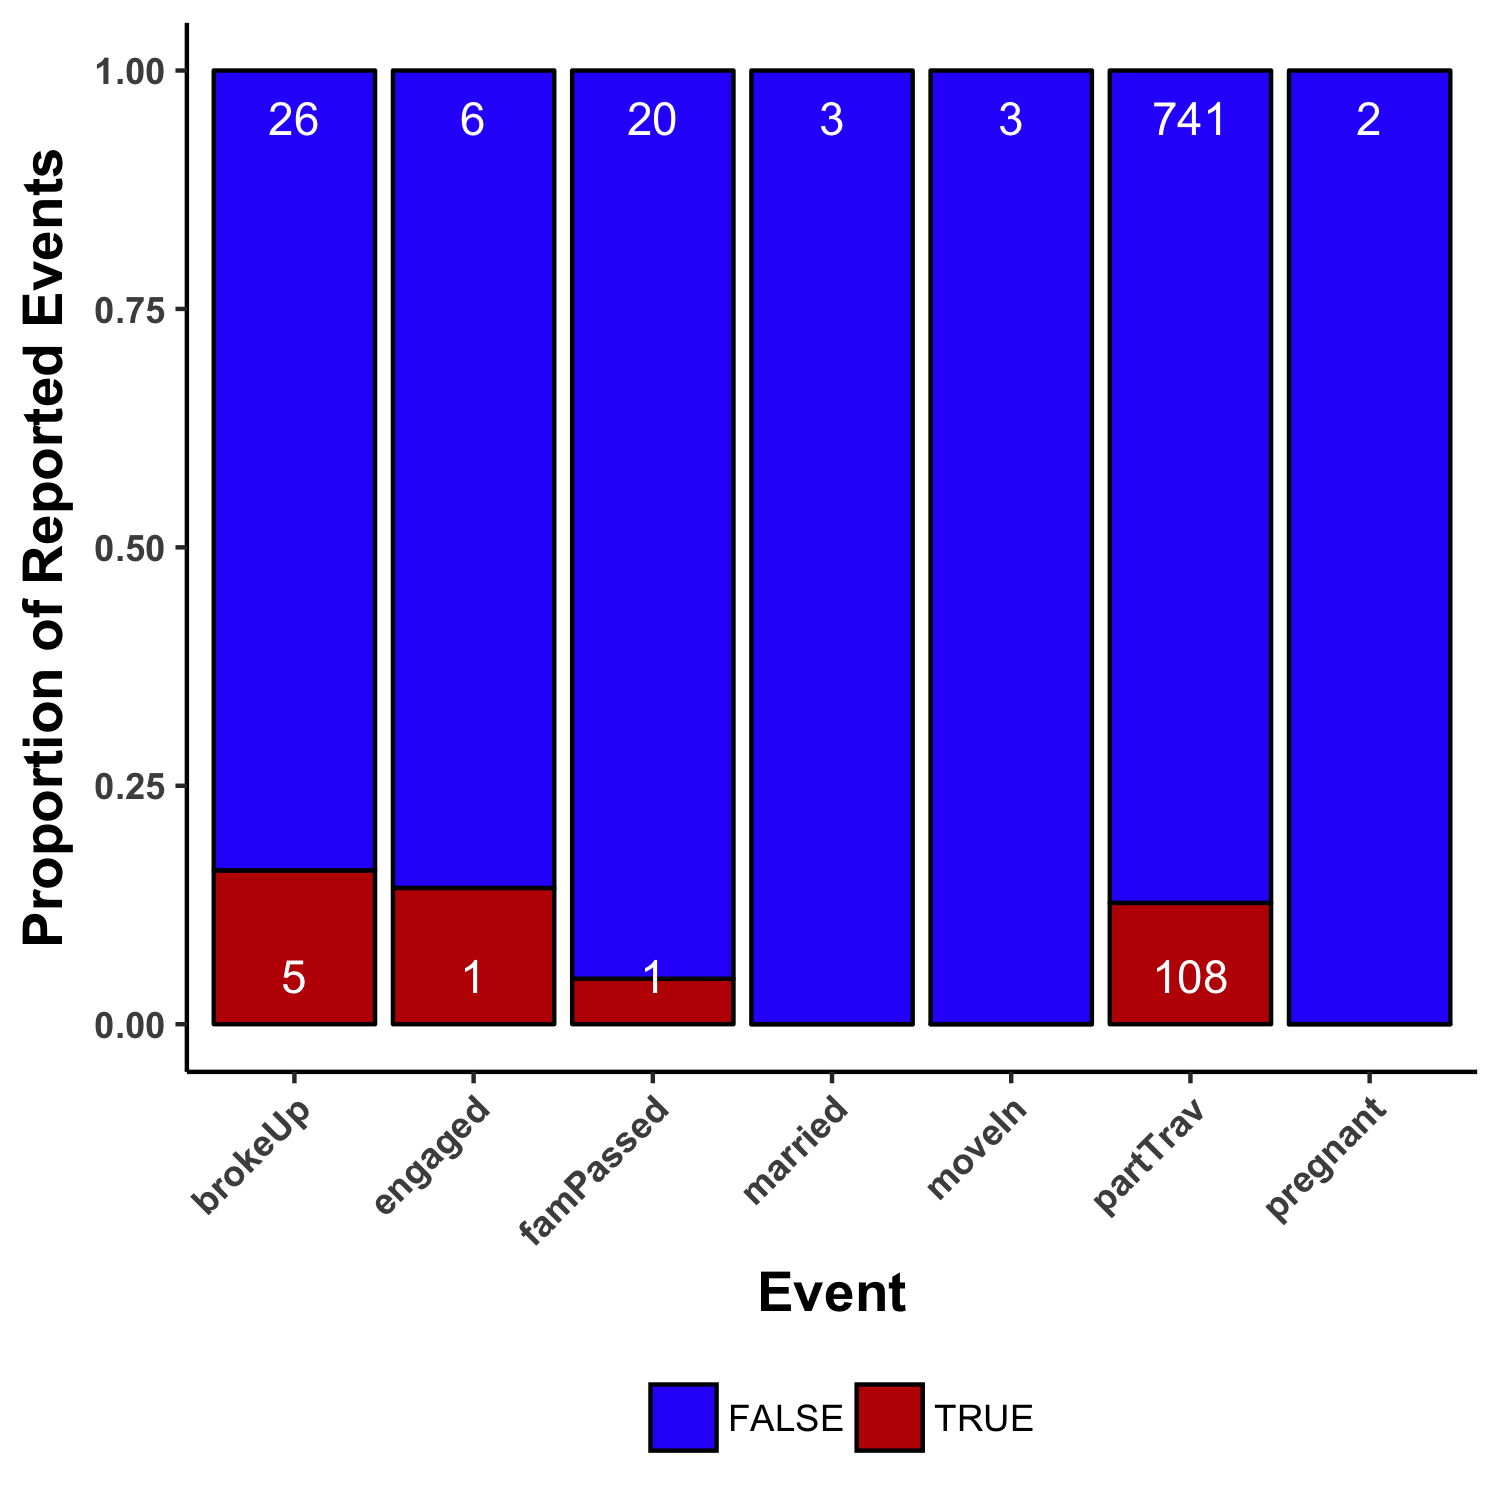 Proportion of Reported Events
1.00
0.75
0.50
0.25
0.00
26 6 20 3 3 741 2
5 1 1 108
brokeUp engaged famPassed married moveIn partTrav pregnant
Event
FALSE TRUE